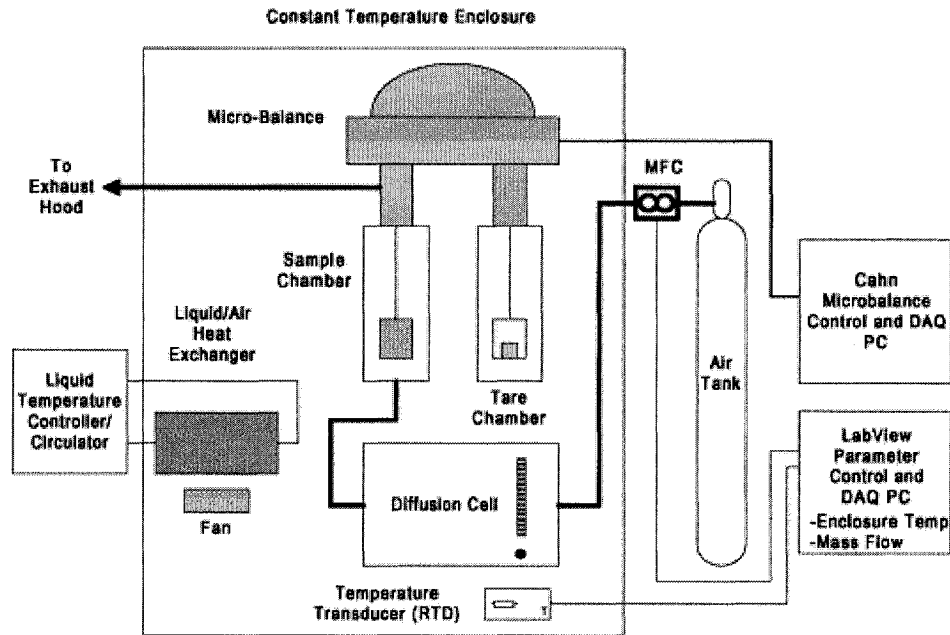 Constant Temperature Enclosure
Micro-Balance
To
Exhaust
Hood
MFC
Sample
Chamber
Liquid/Air
Heat
Exchanger
Cahn
Microbalance
Control and DAQ
PC
Air
Tank
Liquid
Temperature
Controller/
Circulator
Tare
Chamber
LabView
Parameter
Control and
DAQ PC
-Enclosure Temp
-Mass Flow
Diffusion Cell
Fan
Temperature
Transducer (RTD)
T